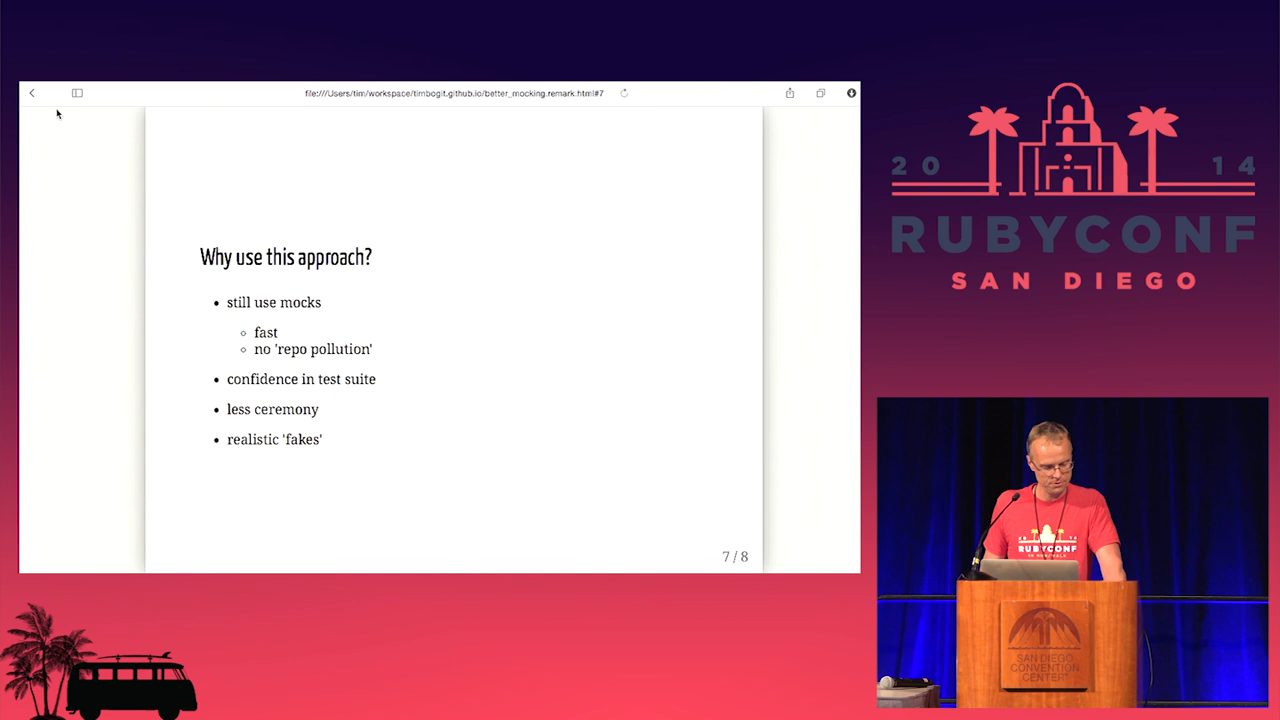 file:///Users/tim/workspace/timbogit.github.io/better_mocking.remark.html#7
Why use this approach?
still use mocks
fast
no 'repo pollution'
confidence in test suite
less ceremony
realistic 'fakes'
7 / 8
20 14
RUBYCONF
SAN DIEGO
20 14
RUBYCONF
SAN DIEGO
CONVENTION
CENTER